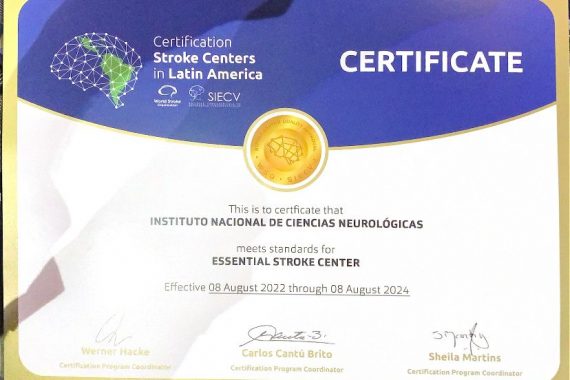 Certification
Stroke Centers
in Latin America
World Stroke
SIECV
CERTIFICATE
This is to certificate that
INSTITUTO NACIONAL DE CIENCIAS NEUROLÓGICAS
meets standards for
ESSENTIAL STROKE CENTER
Effective 08 August 2022 through 08 August 2024
Werner Hacke
Certification Program Coordinator
Carlos Cantú Brito
Certification Program Coordinator
Sheila Martins
Certification Program Coordinator